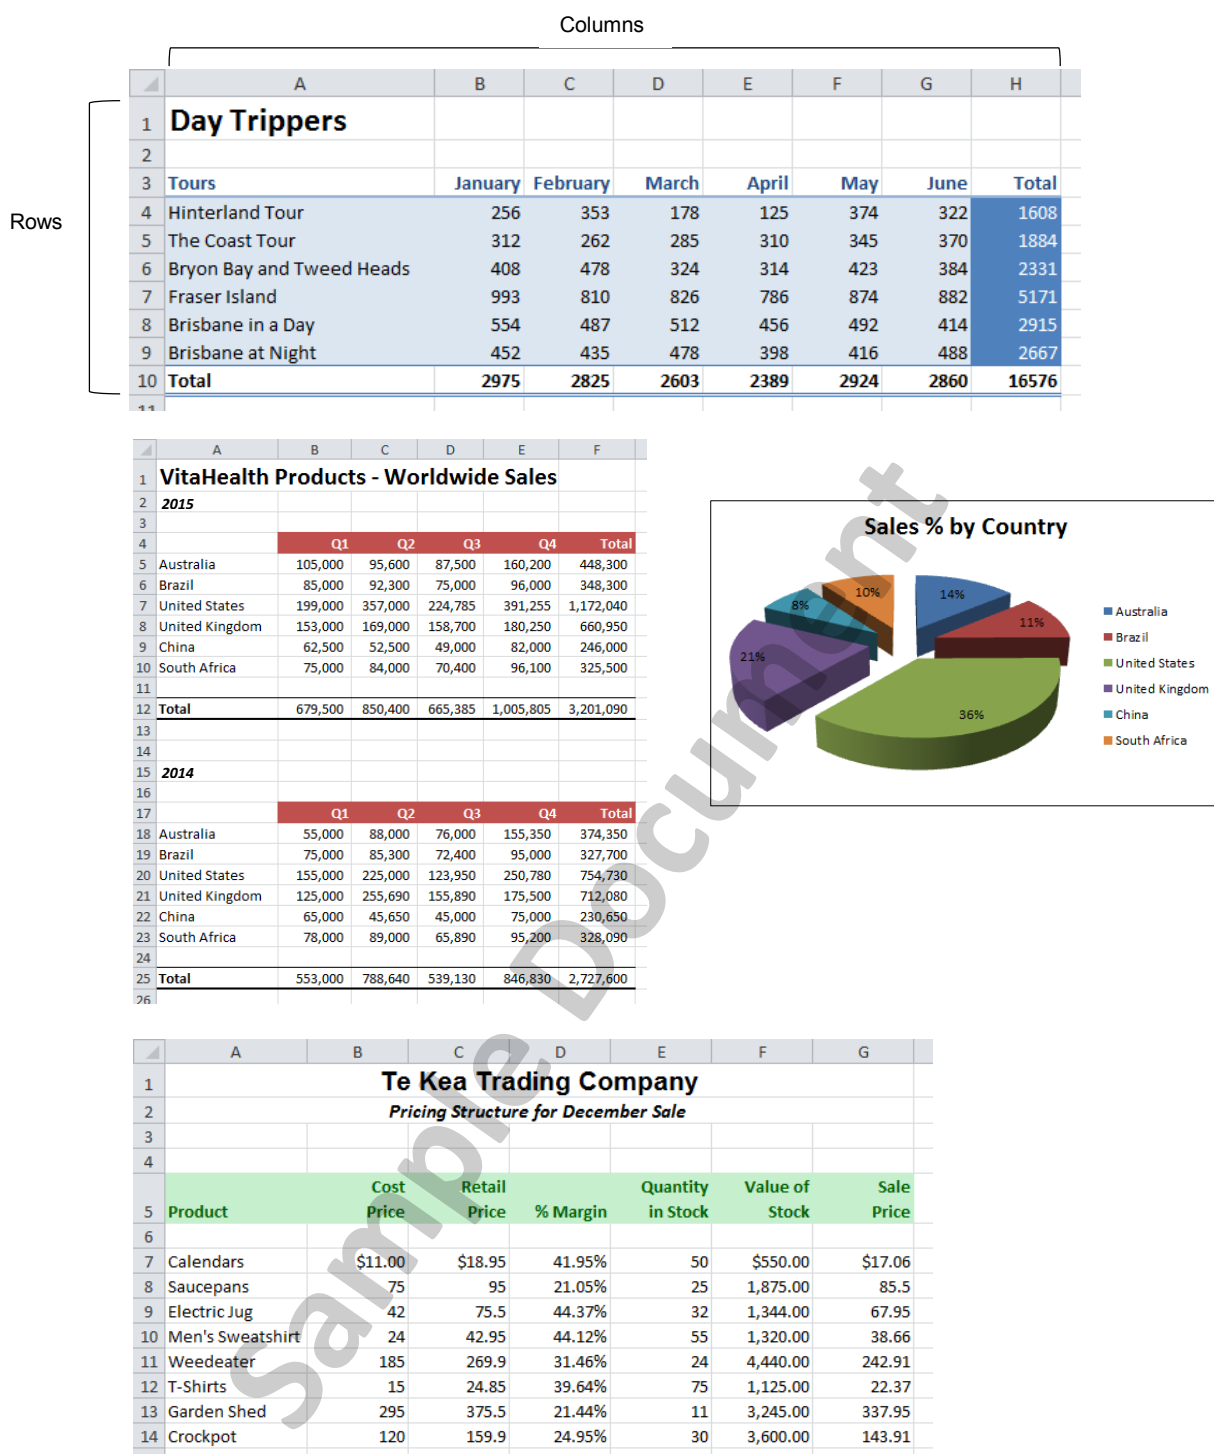 Columns
A B C D E F G H
Rows
1 Day Trippers
2
3 Tours January February March April May June Total
4 Hinterland Tour 256 353 178 125 374 322 1608
5 The Coast Tour 312 262 285 310 345 370 1884
6 Bryon Bay and Tweed Heads 408 478 324 314 423 384 2331
7 Fraser Island 993 810 826 786 874 882 5171
8 Brisbane in a Day 554 487 512 456 492 414 2915
9 Brisbane at Night 452 435 478 398 416 488 2667
10 Total 2975 2825 2603 2389 2924 2860 16576
11
A B C D E F
1 VitaHealth Products - Worldwide Sales
2 2015
3
4 Q1 Q2 Q3 Q4 Total
5 Australia 105,000 95,600 87,500 160,200 448,300
6 Brazil 85,000 92,300 75,000 96,000 348,300
7 United States 199,000 357,000 224,785 391,255 1,172,040
8 United Kingdom 153,000 169,000 158,700 180,250 660,950
9 China 62,500 52,500 49,000 82,000 246,000
10 South Africa 75,000 84,000 70,400 96,100 325,500
11
12 Total 679,500 850,400 665,385 1,005,805 3,201,090
13
14
15 2014
16
17 Q1 Q2 Q3 Q4 Total
18 Australia 55,000 88,000 76,000 155,350 374,350
19 Brazil 75,000 85,300 72,400 95,000 327,700
20 United States 155,000 225,000 123,950 250,780 754,730
21 United Kingdom 125,000 255,690 155,890 175,500 712,080
22 China 65,000 45,650 45,000 75,000 230,650
23 South Africa 78,000 89,000 65,890 95,200 328,090
24
25 Total 553,000 788,640 539,130 846,830 2,727,600
26
Sales % by Country
10% 14%
8%
11%
21%
36%
Australia
Brazil
United States
United Kingdom
China
South Africa
Sample Document
A B C D E F G
1 Te Kea Trading Company
2 Pricing Structure for December Sale
3
4
Cost Retail Quantity Value of Sale
5 Product Price Price % Margin in Stock Stock Price
6
7 Calendars $11.00 $18.95 41.95% 50 $550.00 $17.06
8 Saucepans 75 95 21.05% 25 1,875.00 85.5
9 Electric Jug 42 75.5 44.37% 32 1,344.00 67.95
10 Men's Sweatshirt 24 42.95 44.12% 55 1,320.00 38.66
11 Weedeater 185 269.9 31.46% 24 4,440.00 242.91
12 T-Shirts 15 24.85 39.64% 75 1,125.00 22.37
13 Garden Shed 295 375.5 21.44% 11 3,245.00 337.95
14 Crockpot 120 159.9 24.95% 30 3,600.00 143.91